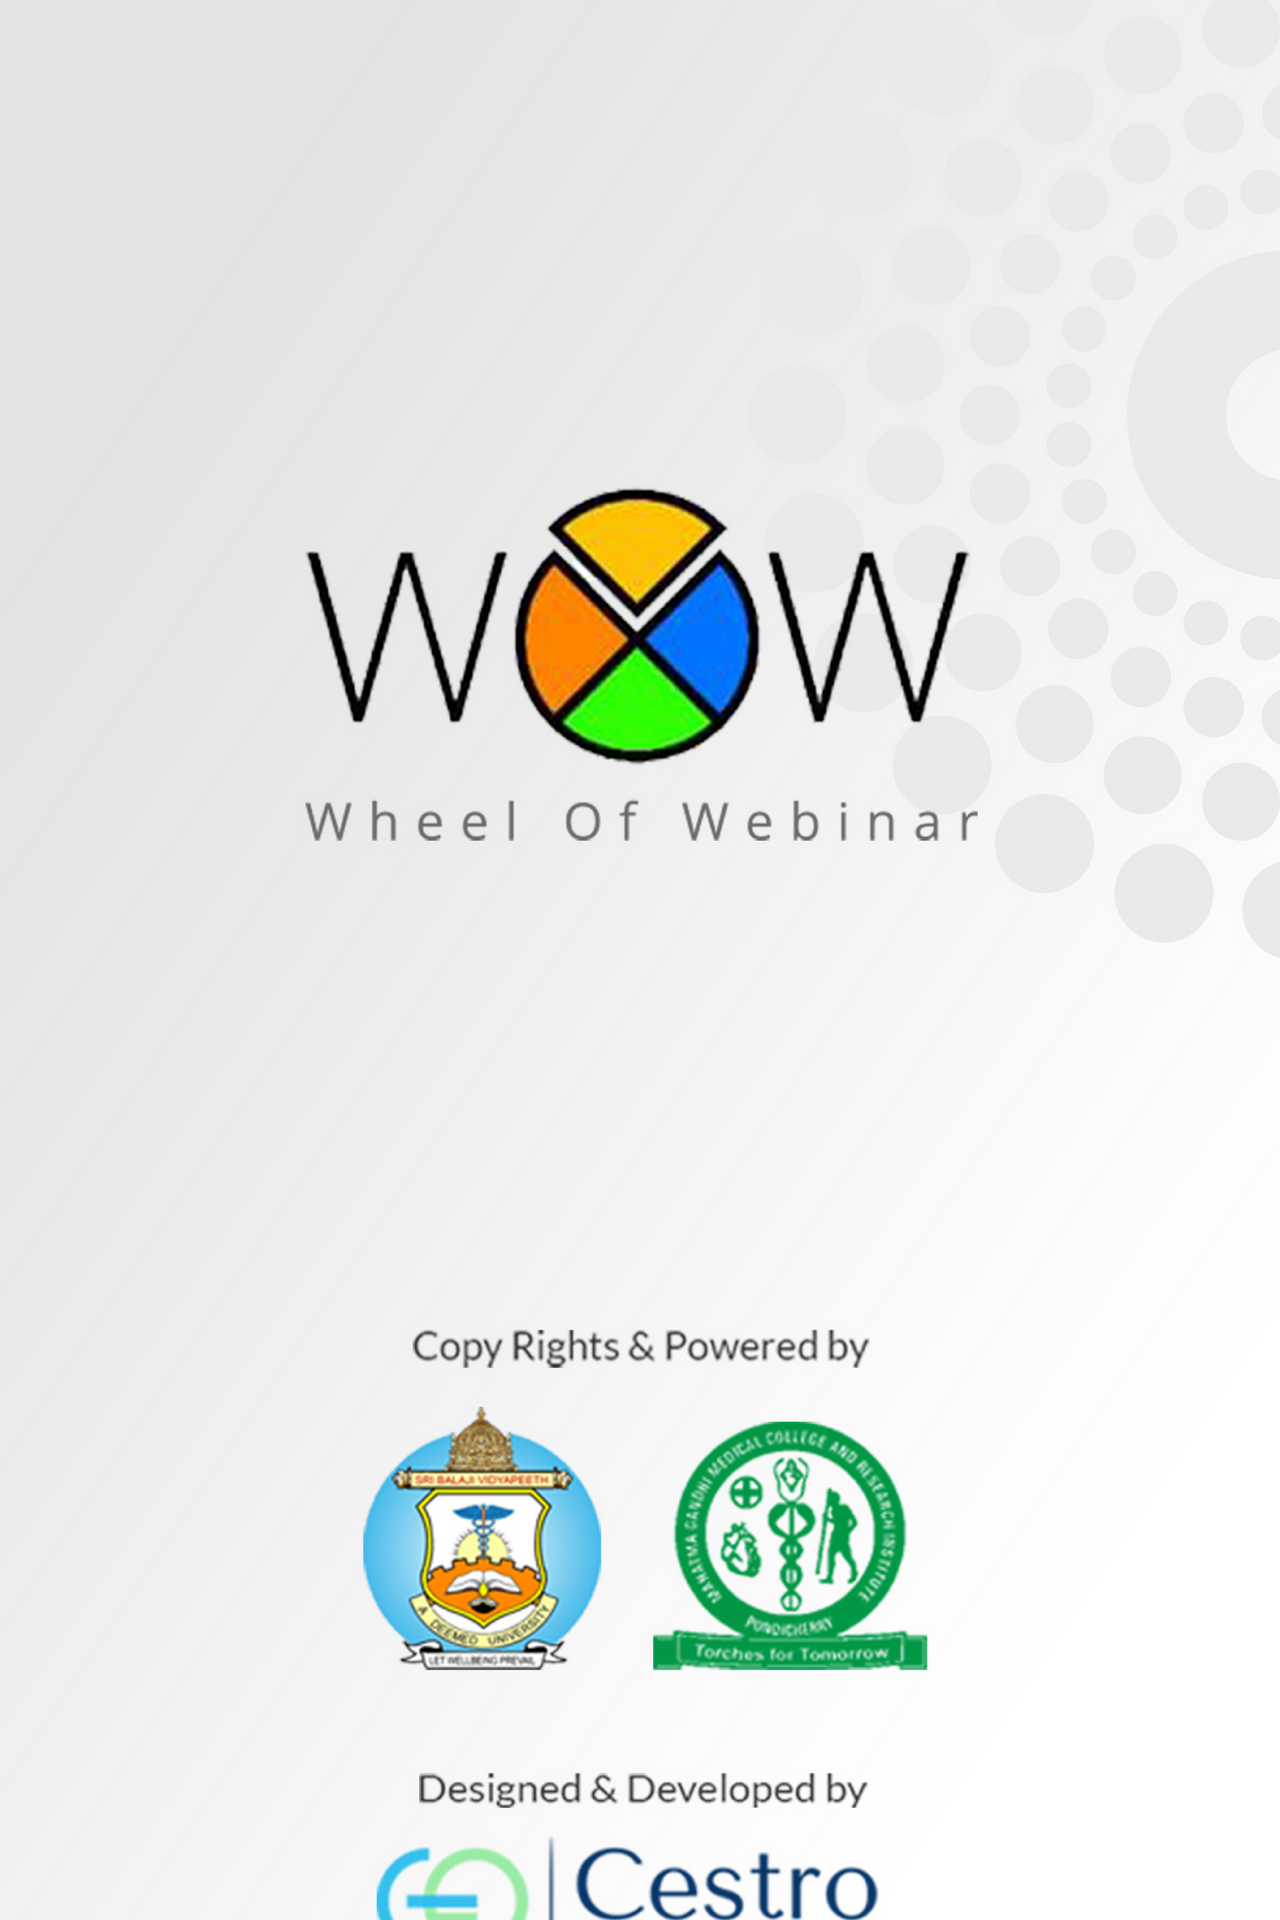 WOW
Wheel Of Webinar
Copy Rights & Powered by
SRI BALAJI VIDYAPEETH
A DEEMED UNIVERSITY
LET WELLBEING PREVAIL
MAHATMA GANDHI MEDICAL COLLEGE AND RESEARCH INSTITUTE
PONDICHERRY
Torches for Tomorrow
Designed & Developed by
Cestro